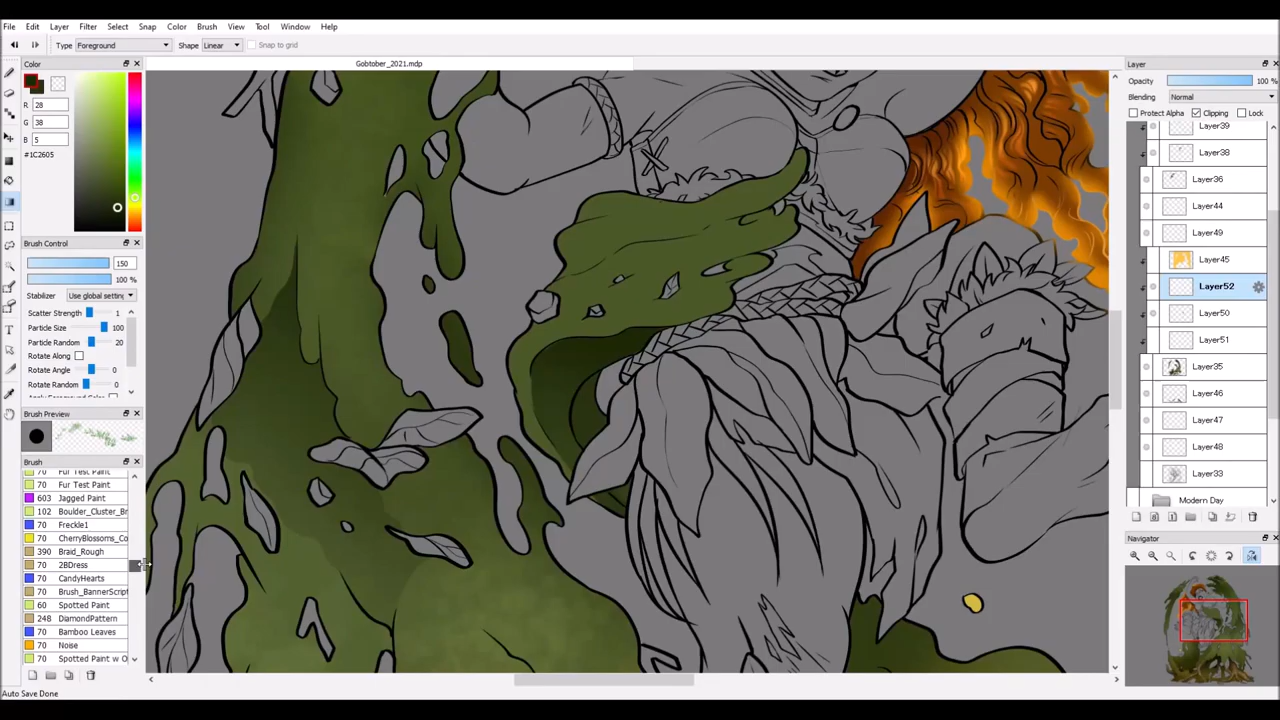 File Edit Layer Filter Select Snap Color Brush View Tool Window Help
Type Foreground Shape Linear Snap to grid
Gobtober_2021.mdp
Color
R 28
G 38
B 5
#1C2605
Brush Control
150
100 %
Stabilizer Use global setting
Scatter Strength 1
Particle Size 100
Particle Random 20
Rotate Along
Rotate Angle 0
Rotate Random 0
Brush Preview
Brush
70 Fur Test Paint
70 Fur Test Paint
603 Jagged Paint
102 Boulder_Cluster_Br
70 Freckle1
70 CherryBlossoms_Co
390 Braid_Rough
70 2BDress
70 CandyHearts
70 Brush_BannerScript
60 Spotted Paint
248 DiamondPattern
70 Bamboo Leaves
70 Noise
70 Spotted Paint w O
Auto Save Done
Layer
Opacity 100 %
Blending Normal
Protect Alpha Clipping Lock
Layer39
Layer38
Layer36
Layer44
Layer49
Layer45
Layer52
Layer50
Layer51
Layer35
Layer46
Layer47
Layer48
Layer33
Modern Day
Navigator